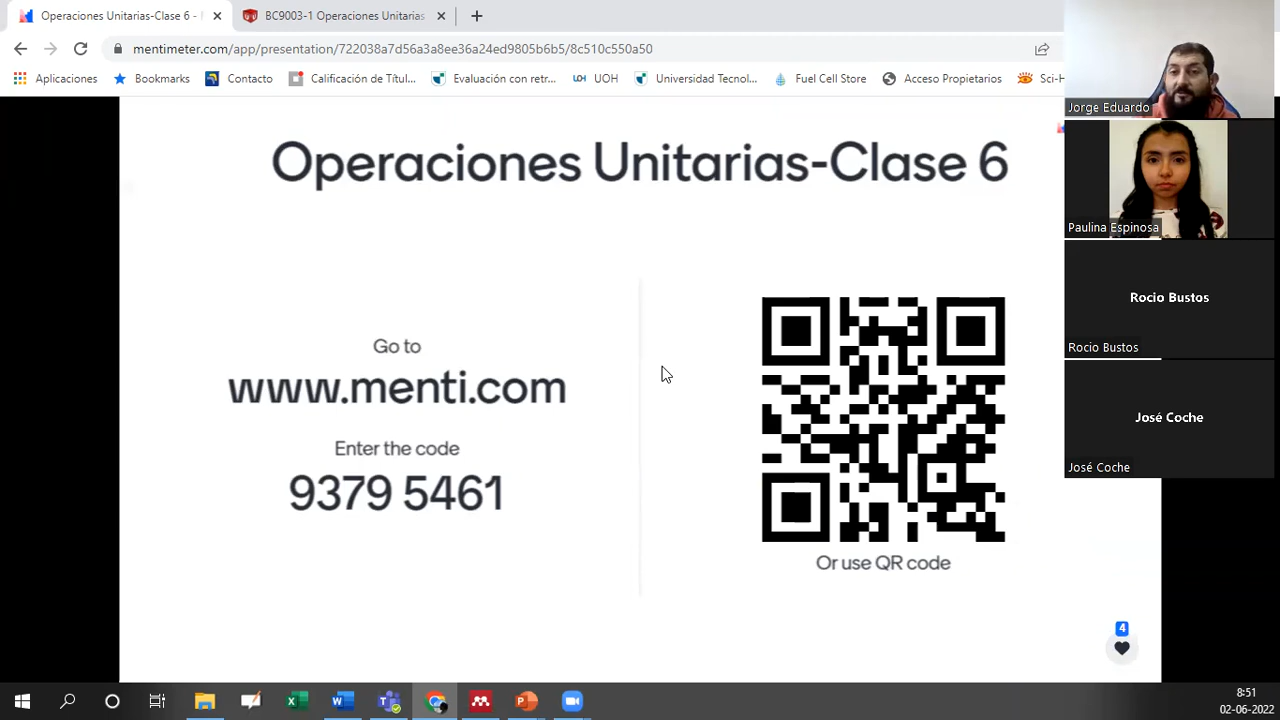 Operaciones Unitarias-Clase 6 -
BC9003-1 Operaciones Unitarias
mentimeter.com/app/presentation/722038a7d56a3a8ee36a24ed9805b6b5/8c510c550a50
Aplicaciones
Bookmarks
Contacto
Calificación de Títul...
Evaluación con retr...
UOH
Universidad Tecnol...
Fuel Cell Store
Acceso Propietarios
Sci-H
Jorge Eduardo
Paulina Espinosa
Rocio Bustos
Rocio Bustos
José Coche
José Coche
Operaciones Unitarias-Clase 6
Go to
www.menti.com
Enter the code
9379 5461
Or use QR code
4
8:51
02-06-2022